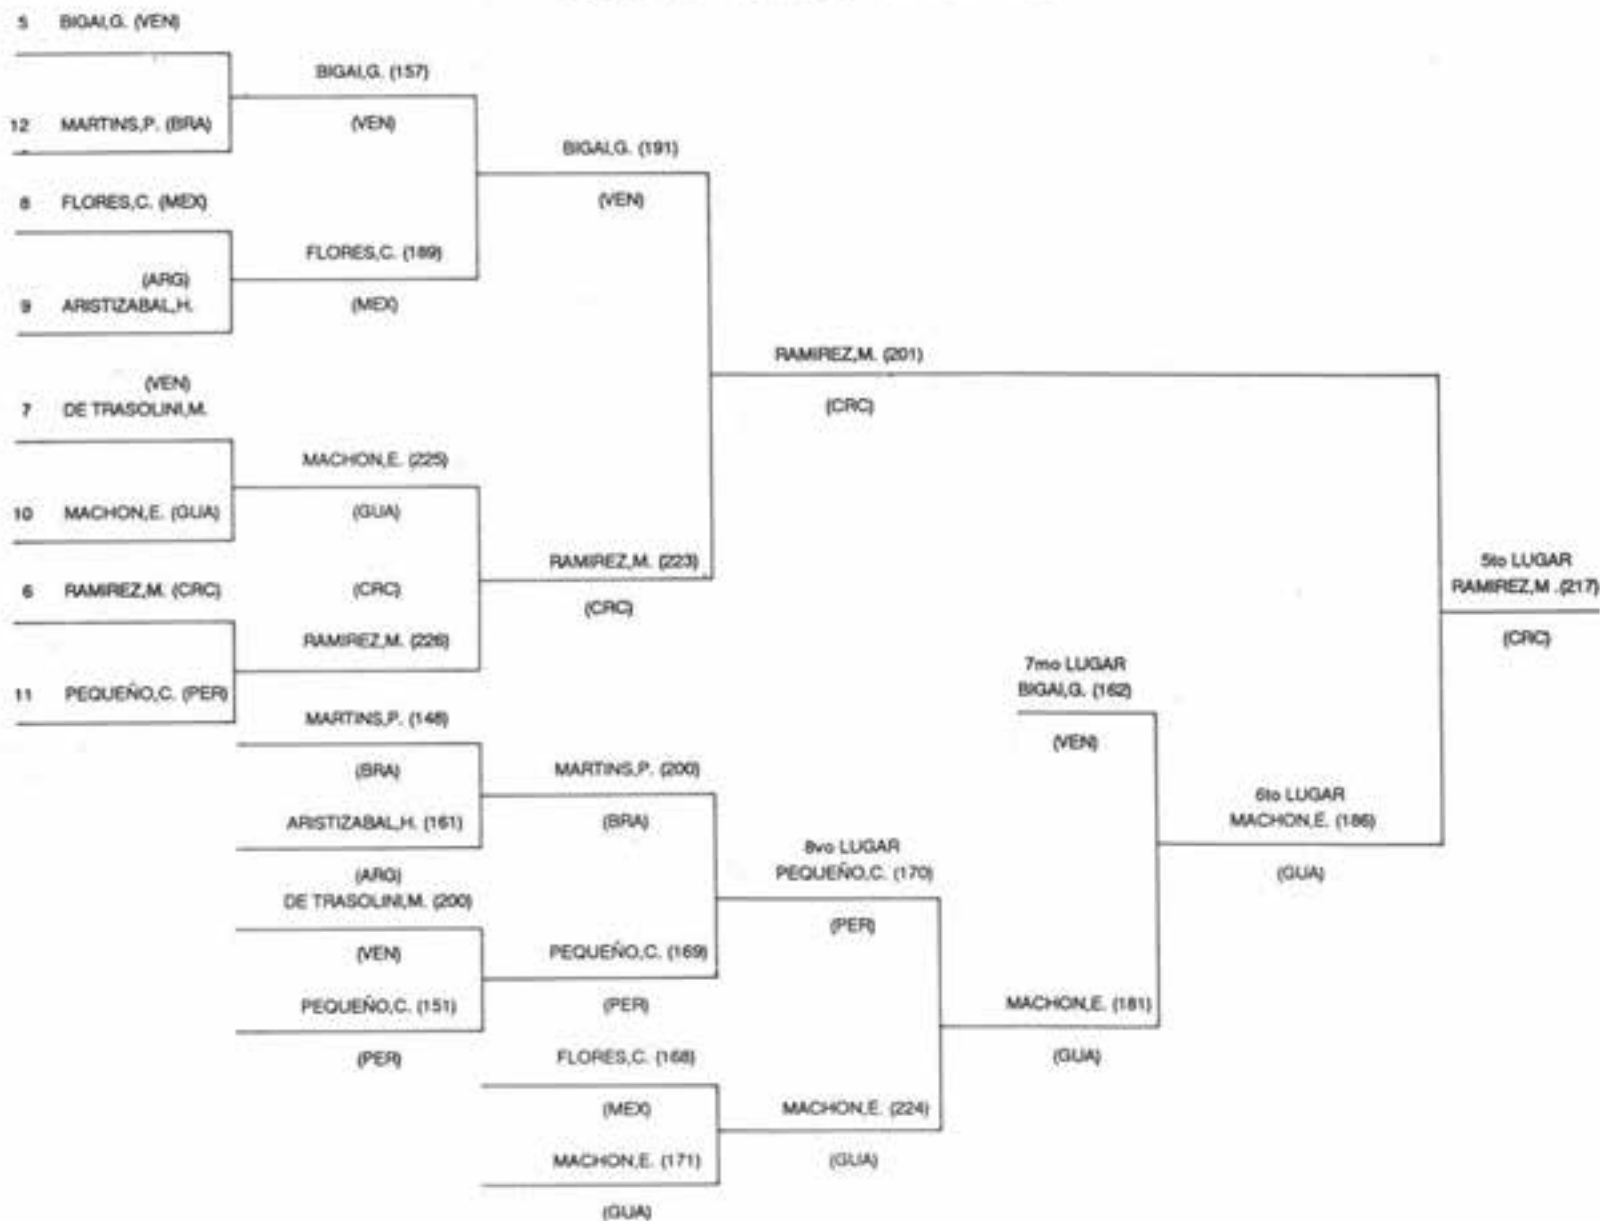 5 BIGAI,G. (VEN)
BIGAI,G. (157)
12 MARTINS,P. (BRA)
(VEN)
BIGAI,G. (191)
(VEN)
8 FLORES,C. (MEX)
FLORES,C. (189)
(MEX)
(ARG)
9 ARISTIZABAL,H.
RAMIREZ,M. (201)
(CRC)
(VEN)
7 DE TRASOLINI,M.
MACHON,E. (225)
(GUA)
10 MACHON,E. (GUA)
RAMIREZ,M. (223)
(CRC)
6 RAMIREZ,M. (CRC)
(CRC)
RAMIREZ,M. (226)
11 PEQUEÑO,C. (PER)
5to LUGAR
RAMIREZ,M .(217)
(CRC)
MARTINS,P. (148)
(BRA)
ARISTIZABAL,H. (161)
(ARG)
MARTINS,P. (200)
(BRA)
DE TRASOLINI,M. (200)
(VEN)
PEQUEÑO,C. (151)
(PER)
PEQUEÑO,C. (169)
(PER)
8vo LUGAR
PEQUEÑO,C. (170)
(PER)
7mo LUGAR
BIGAI,G. (162)
(VEN)
6to LUGAR
MACHON,E. (186)
(GUA)
MACHON,E. (181)
(GUA)
FLORES,C. (168)
(MEX)
MACHON,E. (171)
(GUA)
MACHON,E. (224)
(GUA)